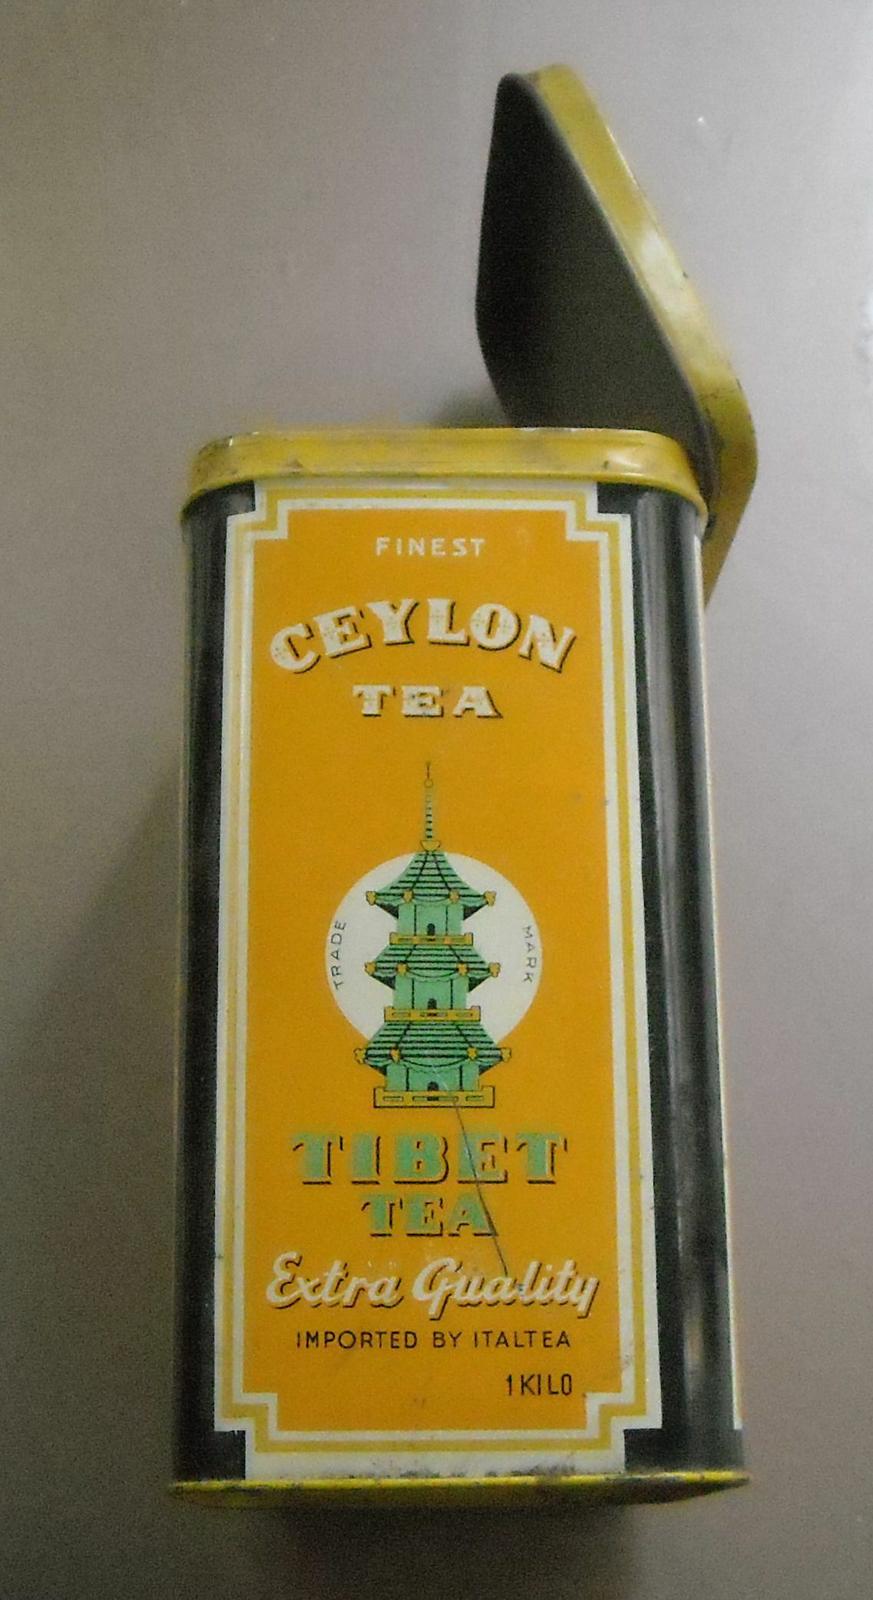 FINEST
CEYLON
TEA
TRADE MARK
TIBET
TEA
Extra Quality
IMPORTED BY ITALTEA
1 KILO